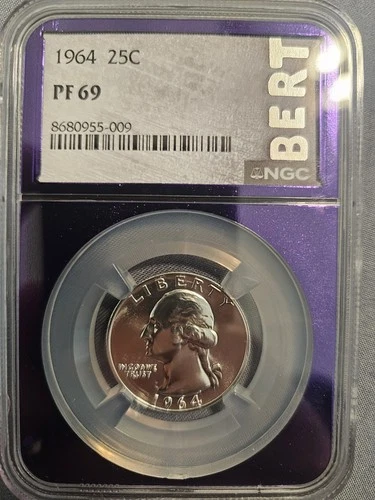 1964 25C
PF 69
8680955-009
BERT
NGC
LIBERTY
IN GOD WE
TRUST
1964